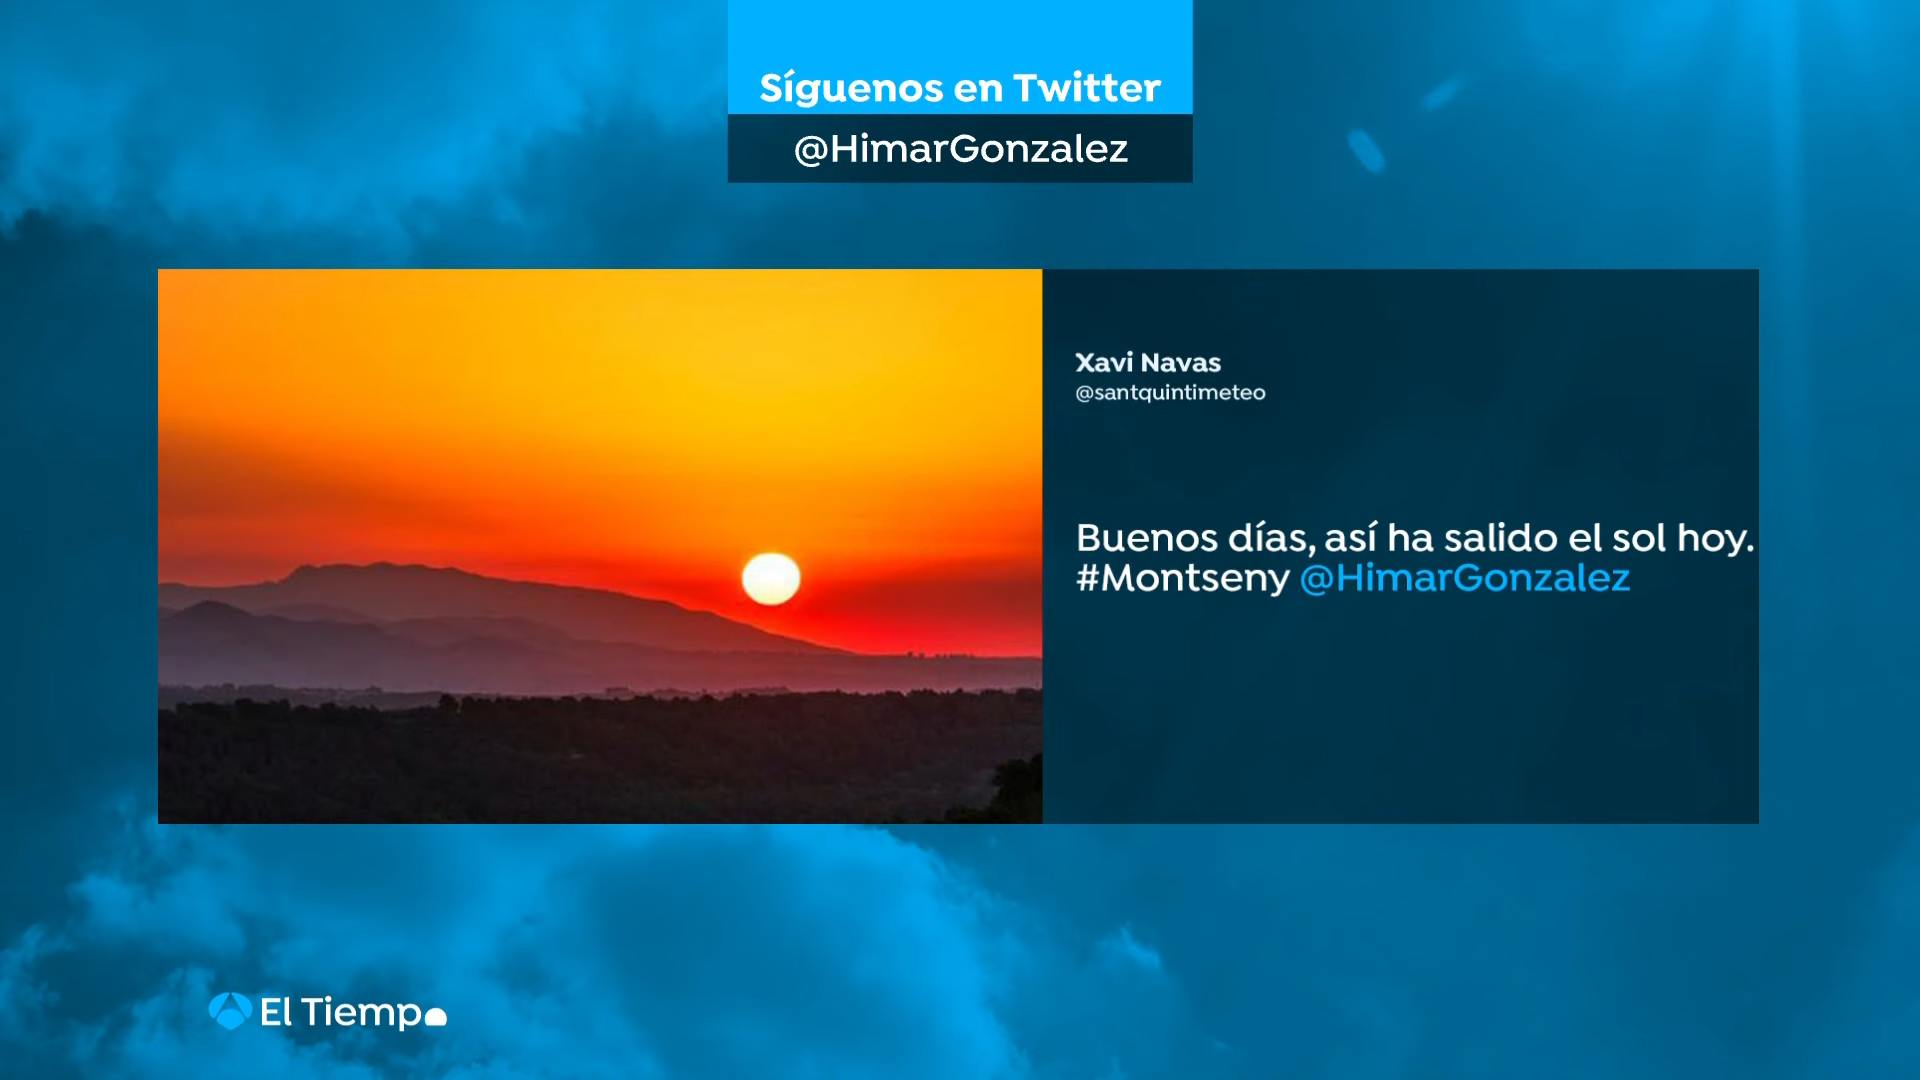 Síguenos en Twitter
@HimarGonzalez
Xavi Navas
@santquintimeteo
Buenos días, así ha salido el sol hoy.
#Montseny @HimarGonzalez
El Tiempo